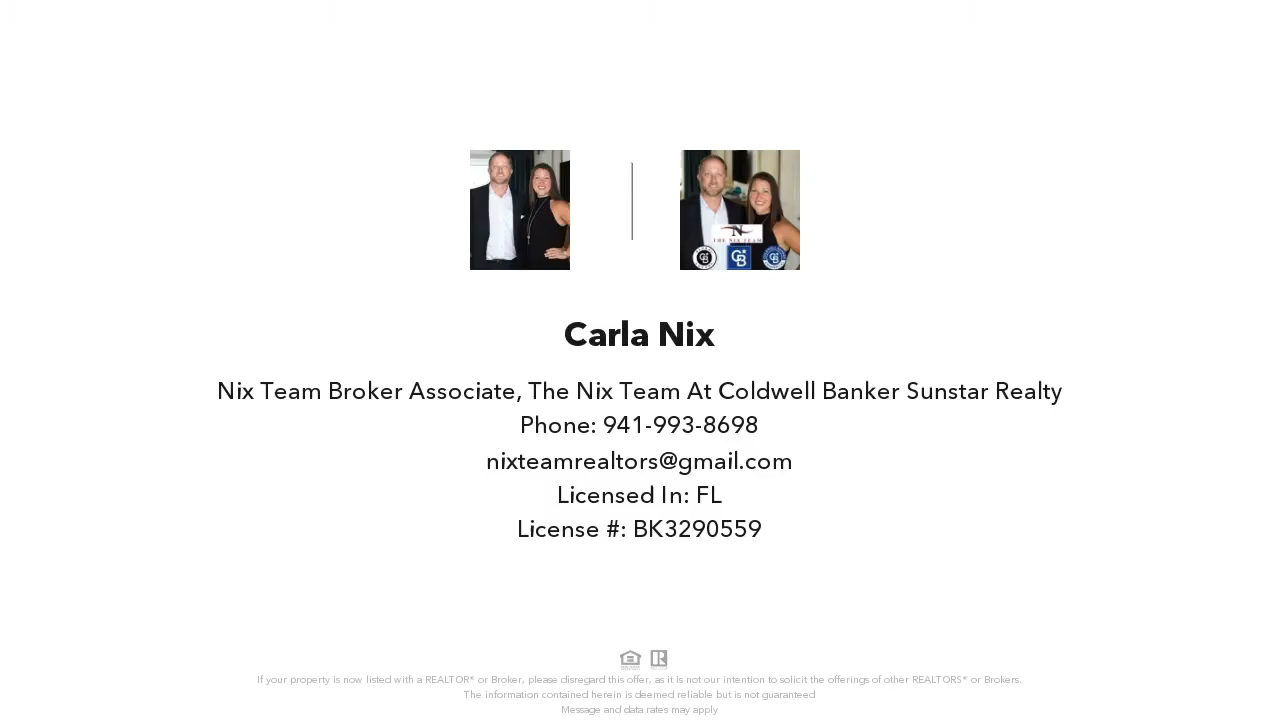 N
THE NIX TEAM
Carla Nix
Nix Team Broker Associate, The Nix Team At Coldwell Banker Sunstar Realty
Phone: 941-993-8698
nixteamrealtors@gmail.com
Licensed In: FL
License #: BK3290559
If your property is now listed with a REALTOR® or Broker, please disregard this offer, as it is not our intention to solicit the offerings of other REALTORS® or Brokers.
The information contained herein is deemed reliable but is not guaranteed
Message and data rates may apply